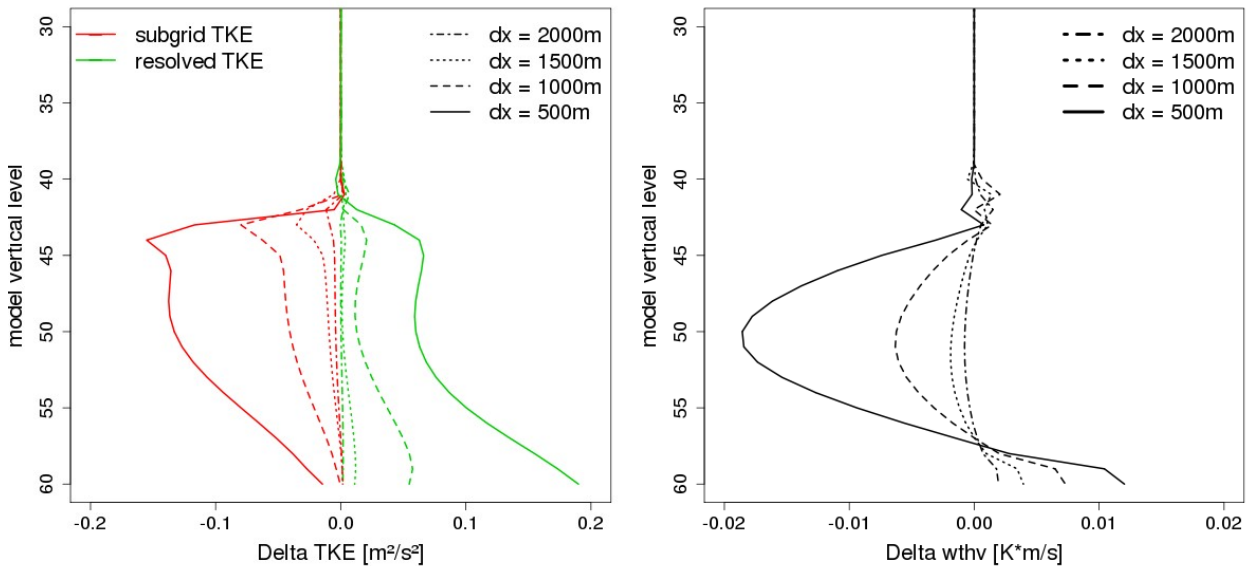 subgrid TKE
resolved TKE
dx = 2000m
dx = 1500m
dx = 1000m
dx = 500m
model vertical level
30
35
40
45
50
55
60
-0.2
-0.1
0.0
0.1
0.2
Delta TKE [m²/s²]
dx = 2000m
dx = 1500m
dx = 1000m
dx = 500m
model vertical level
30
35
40
45
50
55
60
-0.02
-0.01
0.00
0.01
0.02
Delta wthv [K*m/s]